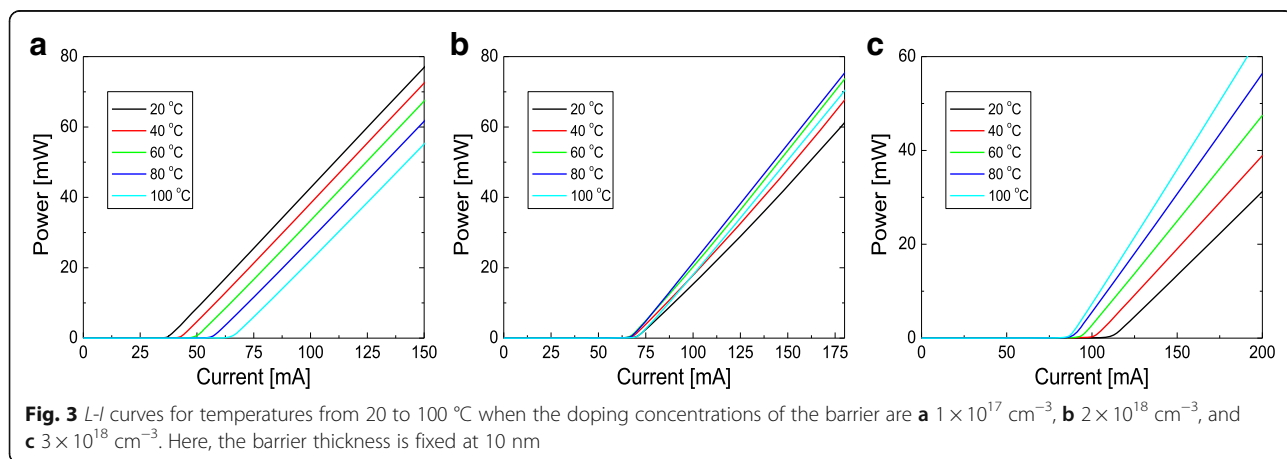 a
80
60
40
20
0
Power [mW]
20 °C
40 °C
60 °C
80 °C
100 °C
0 25 50 75 100 125 150
Current [mA]
b
80
60
40
20
0
Power [mW]
20 °C
40 °C
60 °C
80 °C
100 °C
0 25 50 75 100 125 150 175
Current [mA]
c
60
40
20
0
Power [mW]
20 °C
40 °C
60 °C
80 °C
100 °C
0 50 100 150 200
Current [mA]
Fig. 3 L-I curves for temperatures from 20 to 100 °C when the doping concentrations of the barrier are a 1 × 10¹⁷ cm⁻³, b 2 × 10¹⁸ cm⁻³, and
c 3 × 10¹⁸ cm⁻³. Here, the barrier thickness is fixed at 10 nm